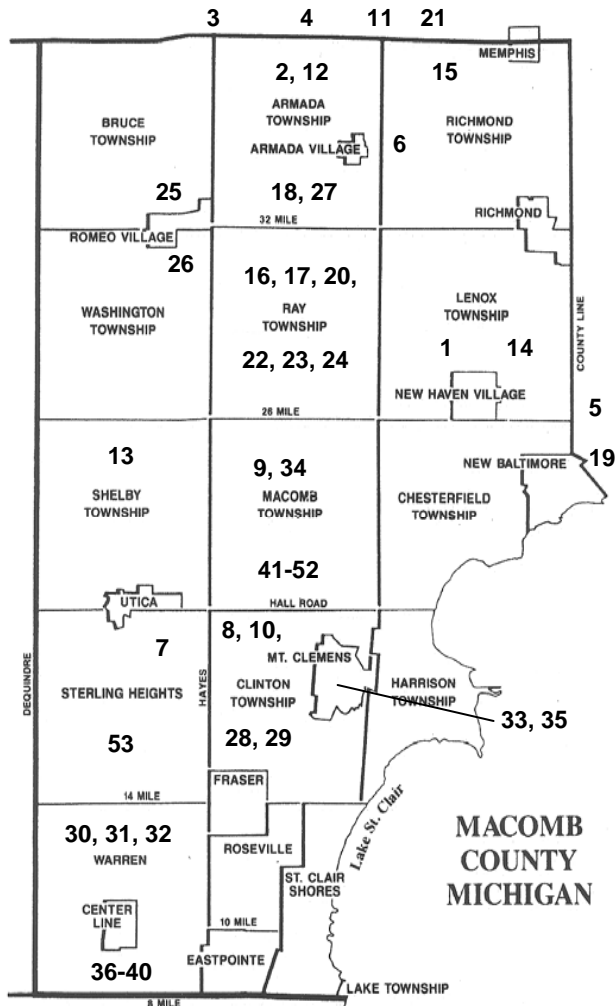 3 4 11 21
MEMPHIS
2, 12 15
ARMADA
TOWNSHIP
BRUCE
TOWNSHIP
RICHMOND
TOWNSHIP
ARMADA VILLAGE
6
25
18, 27
RICHMOND
32 MILE
ROMEO VILLAGE
26
16, 17, 20,
WASHINGTON
TOWNSHIP
RAY
TOWNSHIP
LENOX
TOWNSHIP
COUNTY LINE
22, 23, 24
1 14
NEW HAVEN VILLAGE
26 MILE
5
13
9, 34
NEW BALTIMORE
19
SHELBY
TOWNSHIP
MACOMB
TOWNSHIP
CHESTERFIELD
TOWNSHIP
41-52
UTICA
HALL ROAD
7
8, 10,
MT. CLEMENS
DEQUINDRE
STERLING HEIGHTS
HAYES
CLINTON
TOWNSHIP
HARRISON
TOWNSHIP
33, 35
53
28, 29
FRASER
14 MILE
30, 31, 32
WARREN
ROSEVILLE
Lake St. Clair
ST. CLAIR
SHORES
MACOMB
COUNTY
MICHIGAN
CENTER
LINE
10 MILE
36-40
EASTPOINTE
LAKE TOWNSHIP
8 MILE